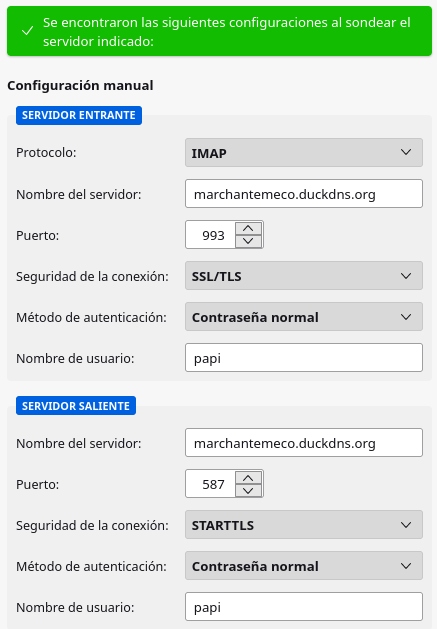 Se encontraron las siguientes configuraciones al sondear el
servidor indicado:
Configuración manual
SERVIDOR ENTRANTE
Protocolo: IMAP
Nombre del servidor: marchantemeco.duckdns.org
Puerto: 993
Seguridad de la conexión: SSL/TLS
Método de autenticación: Contraseña normal
Nombre de usuario: papi
SERVIDOR SALIENTE
Nombre del servidor: marchantemeco.duckdns.org
Puerto: 587
Seguridad de la conexión: STARTTLS
Método de autenticación: Contraseña normal
Nombre de usuario: papi